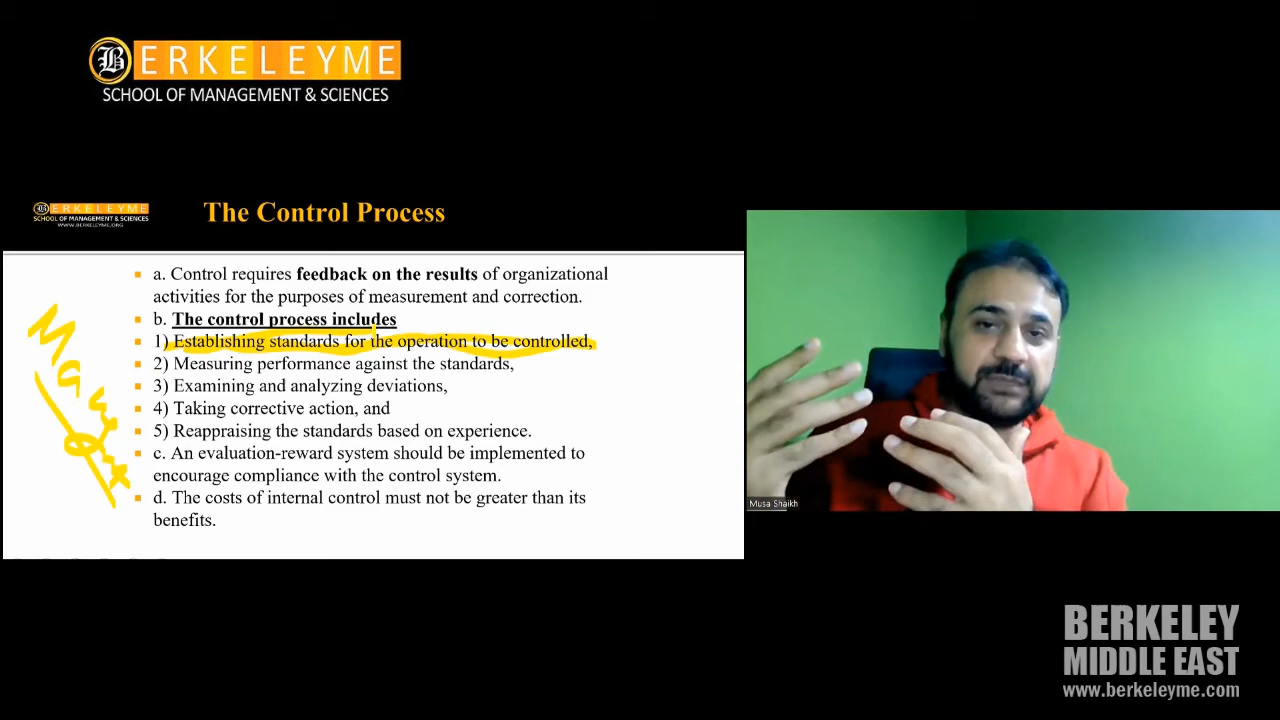 BERKELEYME
SCHOOL OF MANAGEMENT & SCIENCES
BERKELEYME
SCHOOL OF MANAGEMENT & SCIENCES
WWW.BERKELEYME.ORG
The Control Process
a. Control requires feedback on the results of organizational
activities for the purposes of measurement and correction.
b. The control process includes
1) Establishing standards for the operation to be controlled,
2) Measuring performance against the standards,
3) Examining and analyzing deviations,
4) Taking corrective action, and
5) Reappraising the standards based on experience.
c. An evaluation-reward system should be implemented to
encourage compliance with the control system.
d. The costs of internal control must not be greater than its
benefits.
Musa Shaikh
BERKELEY
MIDDLE EAST
www.berkeleyme.com